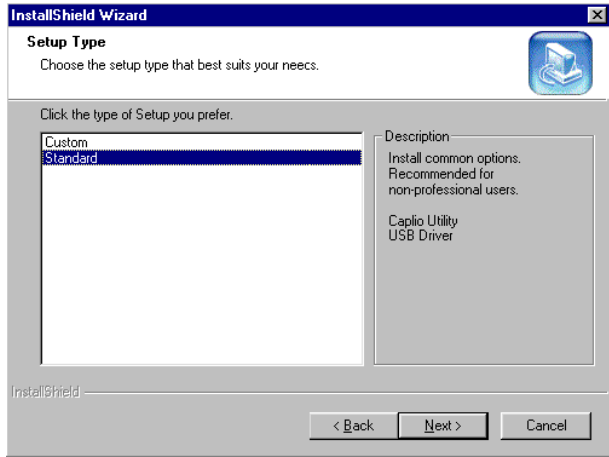 InstallShield Wizard
Setup Type
Choose the setup type that best suits your neecs.
Click the type of Setup you prefer.
Custom
Standard
Description
Install common options.
Recommended for
non-professional users.
Caplio Utility
USB Driver
InstallShield
< Back
Next >
Cancel